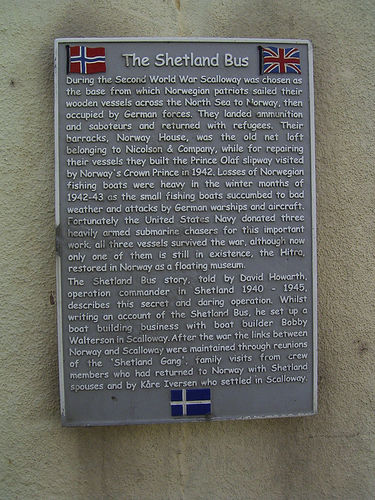 The Shetland Bus
During the Second World War Scalloway was chosen as
the base from which Norwegian patriots sailed their
wooden vessels across the North Sea to Norway, then
occupied by German forces. They landed ammunition
and saboteurs and returned with refugees. Their
barracks, Norway House, was the old net loft
belonging to Nicolson & Company, while for repairing
their vessels they built the Prince Olaf slipway visited
by Norway's Crown Prince in 1942. Losses of Norwegian
fishing boats were heavy in the winter months of
1942-43 as the small fishing boats succumbed to bad
weather and attacks by German warships and aircraft.
Fortunately the United States Navy donated three
heavily armed submarine chasers for this important
work, all three vessels survived the war, although now
only one of them is still in existence, the Hitra,
restored in Norway as a floating museum.
The Shetland Bus story, told by David Howarth,
operation commander in Shetland 1940 - 1945,
describes this secret and daring operation. Whilst
writing an account of the Shetland Bus, he set up a
boat building business with boat builder Bobby
Walterson in Scalloway. After the war the links between
Norway and Scalloway were maintained through reunions
of the 'Shetland Gang', family visits from crew
members who had returned to Norway with Shetland
spouses and by Kåre Iversen who settled in Scalloway.